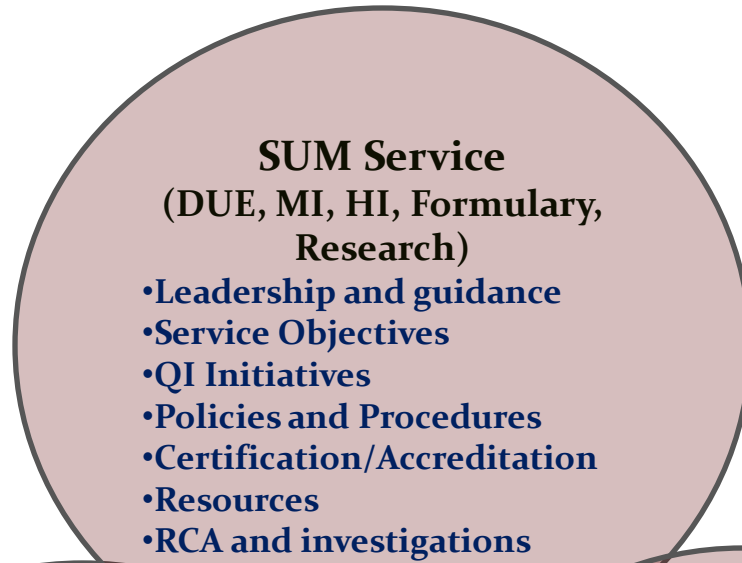 SUM Service
(DUE, MI, HI, Formulary,
Research)
•Leadership and guidance
•Service Objectives
•QI Initiatives
•Policies and Procedures
•Certification/Accreditation
•Resources
•RCA and investigations